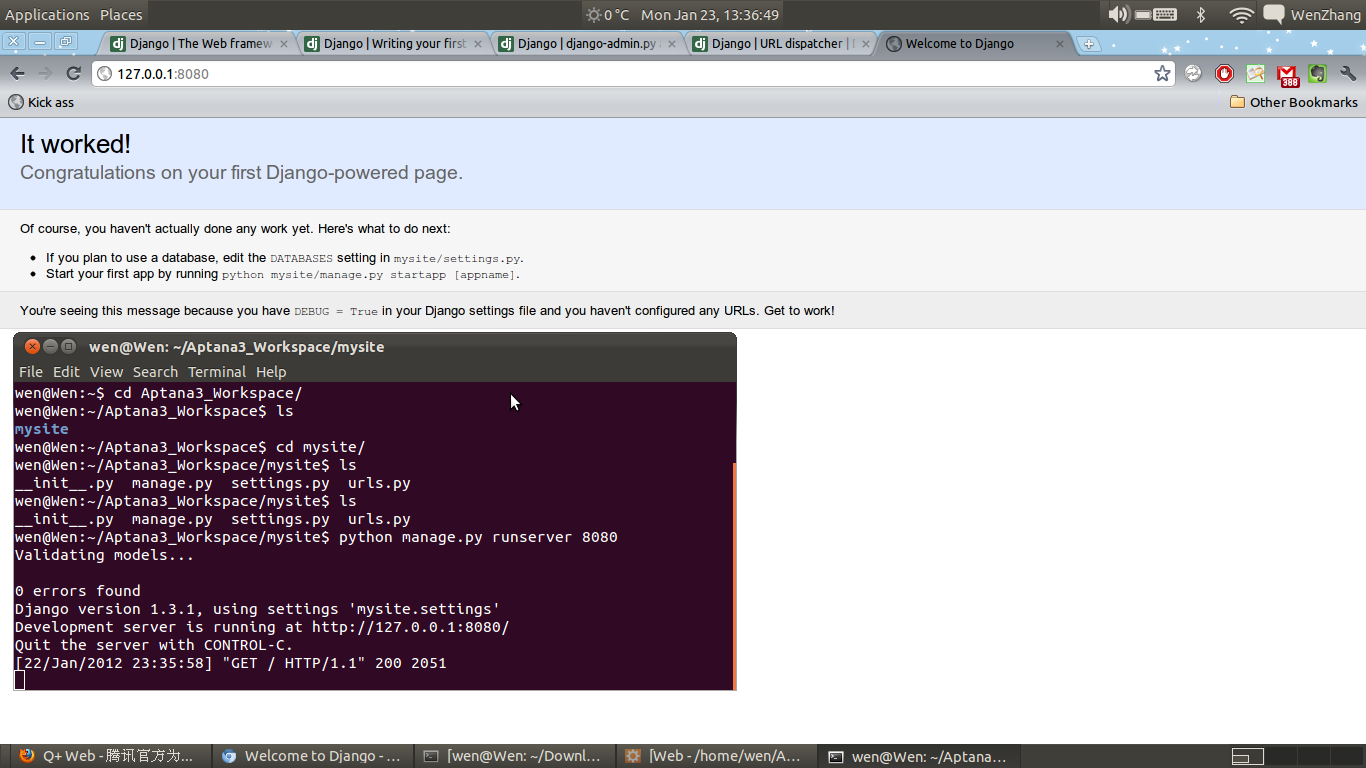 Applications Places 0 °C Mon Jan 23, 13:36:49 WenZhang
Django | The Web framew Django | Writing your first Django | django-admin.py Django | URL dispatcher | Welcome to Django
127.0.0.1:8080
388
Kick ass Other Bookmarks
It worked!
Congratulations on your first Django-powered page.
Of course, you haven't actually done any work yet. Here's what to do next:
If you plan to use a database, edit the DATABASES setting in mysite/settings.py.
Start your first app by running python mysite/manage.py startapp [appname].
You're seeing this message because you have DEBUG = True in your Django settings file and you haven't configured any URLs. Get to work!
wen@Wen: ~/Aptana3_Workspace/mysite
File Edit View Search Terminal Help
wen@Wen:~$ cd Aptana3_Workspace/
wen@Wen:~/Aptana3_Workspace$ ls
mysite
wen@Wen:~/Aptana3_Workspace$ cd mysite/
wen@Wen:~/Aptana3_Workspace/mysite$ ls
__init__.py manage.py settings.py urls.py
wen@Wen:~/Aptana3_Workspace/mysite$ ls
__init__.py manage.py settings.py urls.py
wen@Wen:~/Aptana3_Workspace/mysite$ python manage.py runserver 8080
Validating models...
0 errors found
Django version 1.3.1, using settings 'mysite.settings'
Development server is running at http://127.0.0.1:8080/
Quit the server with CONTROL-C.
[22/Jan/2012 23:35:58] "GET / HTTP/1.1" 200 2051
Q+ Web - 腾讯官方为... Welcome to Django - ... [wen@Wen: ~/Downl... [Web - /home/wen/A... wen@Wen: ~/Aptana...